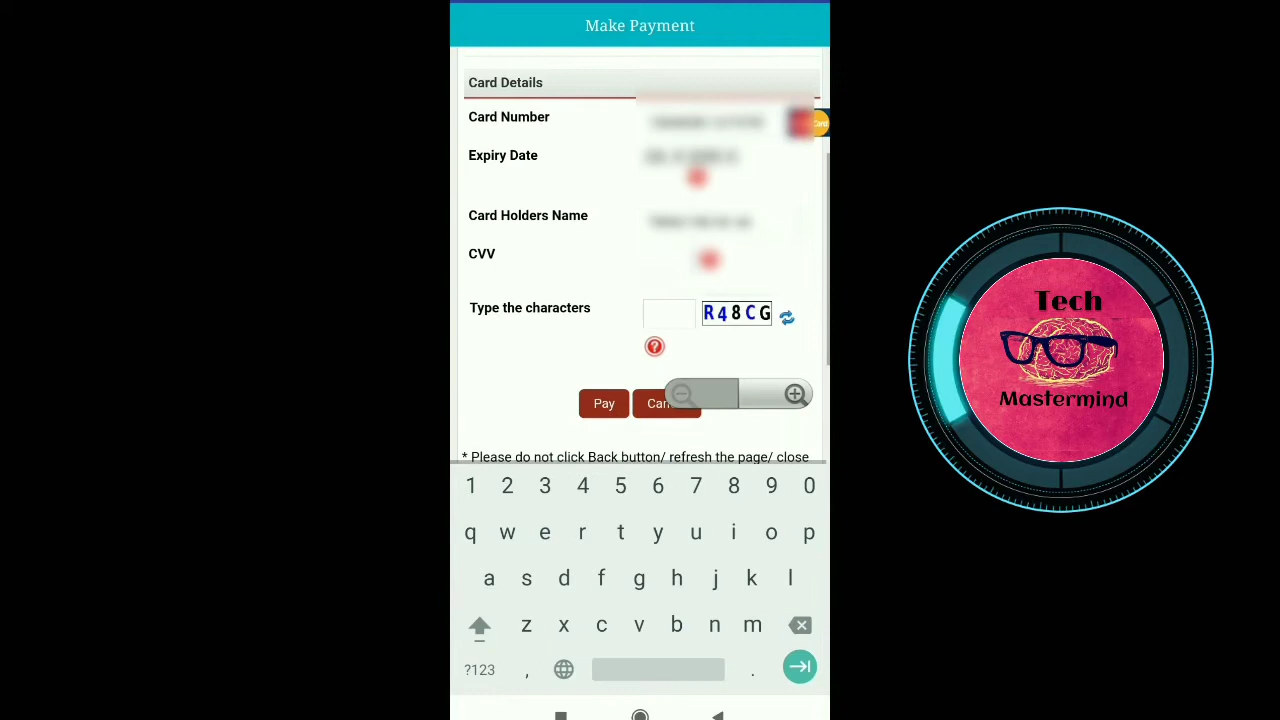 Make Payment
Card Details
Card Number
Expiry Date
Card Holders Name
CVV
Type the characters
R48CG
?
Pay
* Please do not click Back button/ refresh the page/ close
1 2 3 4 5 6 7 8 9 0
q w e r t y u i o p
a s d f g h j k l
z x c v b n m
?123 , .
Tech
Mastermind